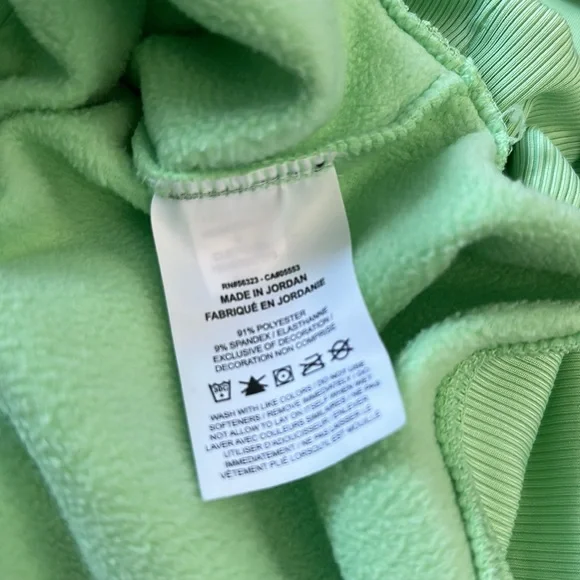 RN#56323 - CA#05553
MADE IN JORDAN
FABRIQUÉ EN JORDANIE
91% POLYESTER
9% SPANDEX / ELASTHANNE
EXCLUSIVE OF DECORATION
DECORATION NON COMPRISE
WASH WITH LIKE COLORS / DO NOT USE
SOFTENERS / REMOVE IMMEDIATELY / DO
NOT ALLOW TO LAY ON ITSELF WHEN WET
LAVER AVEC COULEURS SIMILAIRES / NE PAS
UTILISER D'ADOUCISSEUR / ENLEVER
IMMÉDIATEMENT / NE PAS LAISSER LE
VÊTEMENT PLIÉ LORSQU'IL EST MOUILLÉ